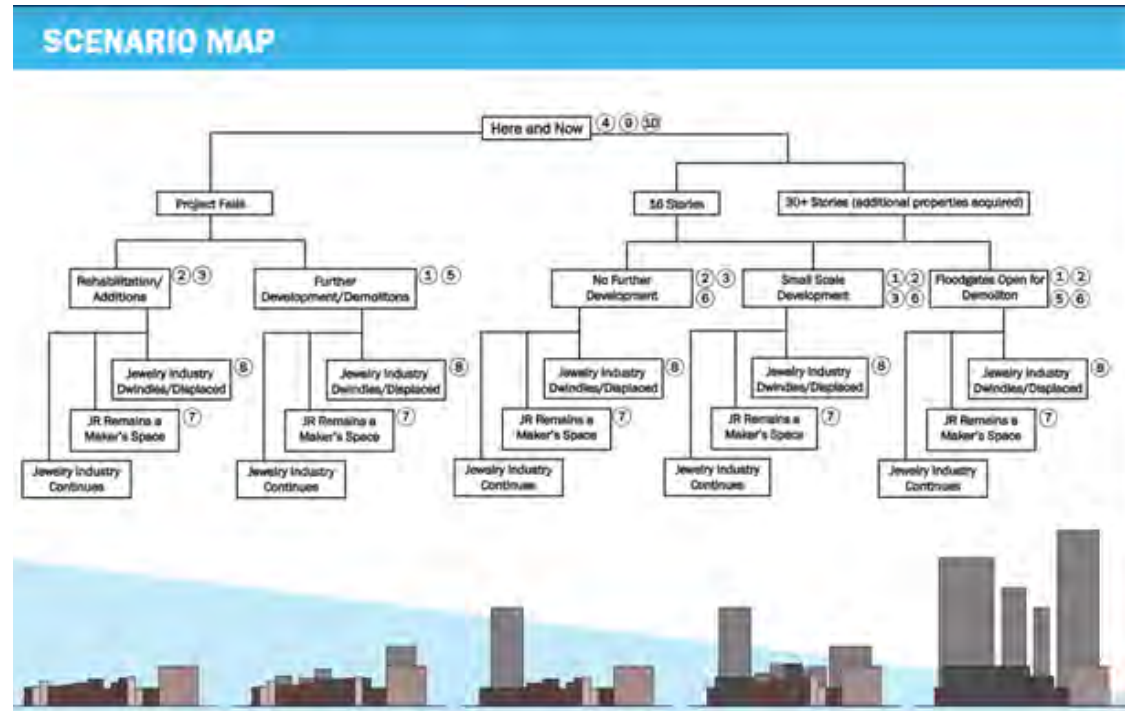 SCENARIO MAP
Here and Now 4 9 10
Project Fails
16 Stories
30+ Stories (additional properties acquired)
Rehabilitation/ 2 3
Additions
Further 1 5
Development/Demolitons
No Further 2 3
Development 6
Small Scale 1 2
Development 3 6
Floodgates Open for 1 2
Demoliton 5 6
Jewelry Industry 8
Dwindles/Displaced
JR Remains a 7
Maker's Space
Jewelry Industry
Continues
Jewelry Industry 8
Dwindles/Displaced
JR Remains a 7
Maker's Space
Jewelry Industry
Continues
Jewelry Industry 8
Dwindles/Displaced
JR Remains a 7
Maker's Space
Jewelry Industry
Continues
Jewelry Industry 8
Dwindles/Displaced
JR Remains a 7
Maker's Space
Jewelry Industry
Continues
Jewelry Industry 8
Dwindles/Displaced
JR Remains a 7
Maker's Space
Jewelry Industry
Continues